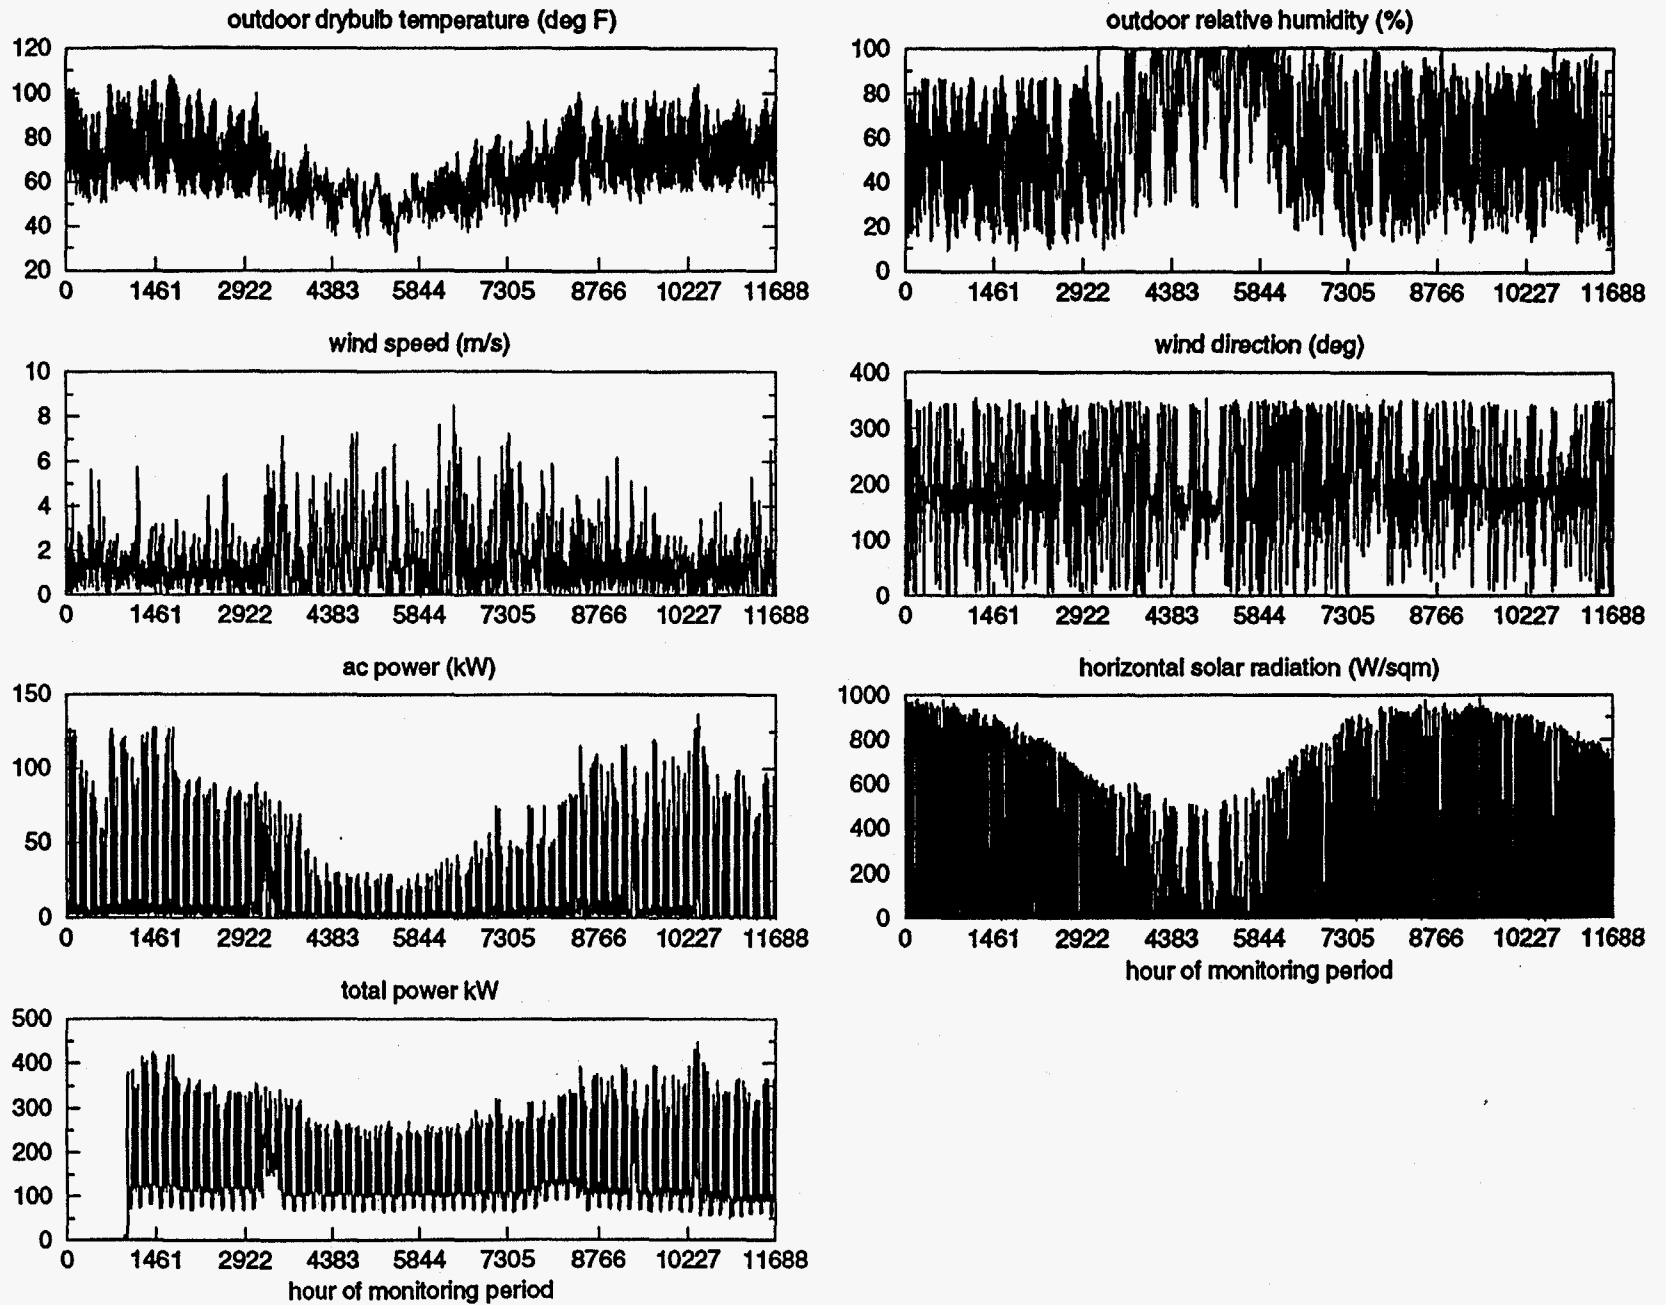 outdoor drybulb temperature (deg F)
120
100
80
60
40
20
0 1461 2922 4383 5844 7305 8766 10227 11688
outdoor relative humidity (%)
100
80
60
40
20
0
0 1461 2922 4383 5844 7305 8766 10227 11688
wind speed (m/s)
10
8
6
4
2
0
0 1461 2922 4383 5844 7305 8766 10227 11688
wind direction (deg)
400
300
200
100
0
0 1461 2922 4383 5844 7305 8766 10227 11688
ac power (kW)
150
100
50
0
0 1461 2922 4383 5844 7305 8766 10227 11688
horizontal solar radiation (W/sqm)
1000
800
600
400
200
0
0 1461 2922 4383 5844 7305 8766 10227 11688
hour of monitoring period
total power kW
500
400
300
200
100
0
0 1461 2922 4383 5844 7305 8766 10227 11688
hour of monitoring period